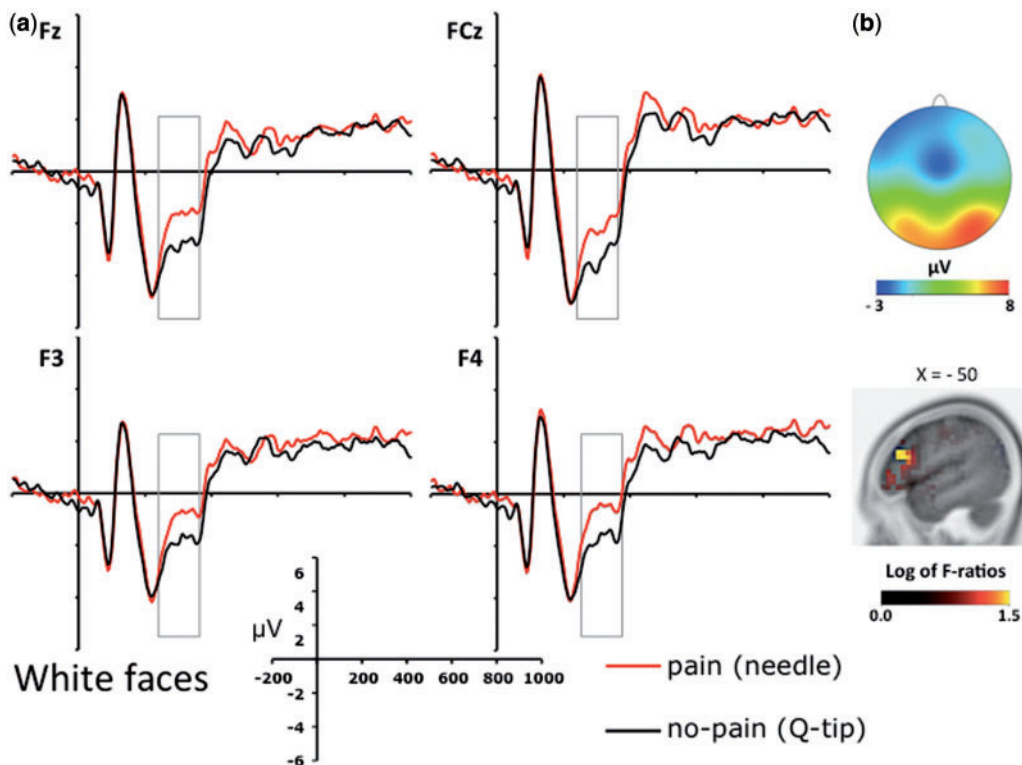 (a) Fz FCz (b)
µV
-3 8
F3 F4
X = - 50
Log of F-ratios
0.0 1.5
6
4
µV 2
-200 200 400 600 800 1000
-2
-4
-6
White faces
pain (needle)
no-pain (Q-tip)